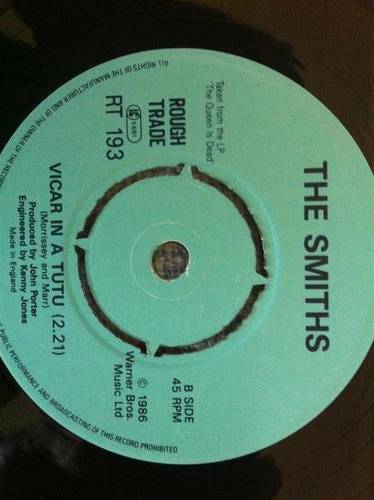 THE SMITHS
Taken from the LP
'The Queen Is Dead'
ROUGH
TRADE
RT 193
B SIDE
45 RPM
© 1986
Warner Bros.
Music Ltd
VICAR IN A TUTU (2.21)
(Morrissey and Marr)
Produced by John Porter
Engineered by Kenny Jones
Made in England
ALL RIGHTS OF THE MANUFACTURER AND OF THE OWNER OF THE
PUBLIC PERFORMANCE AND BROADCASTING OF THIS RECORD PROHIBITED